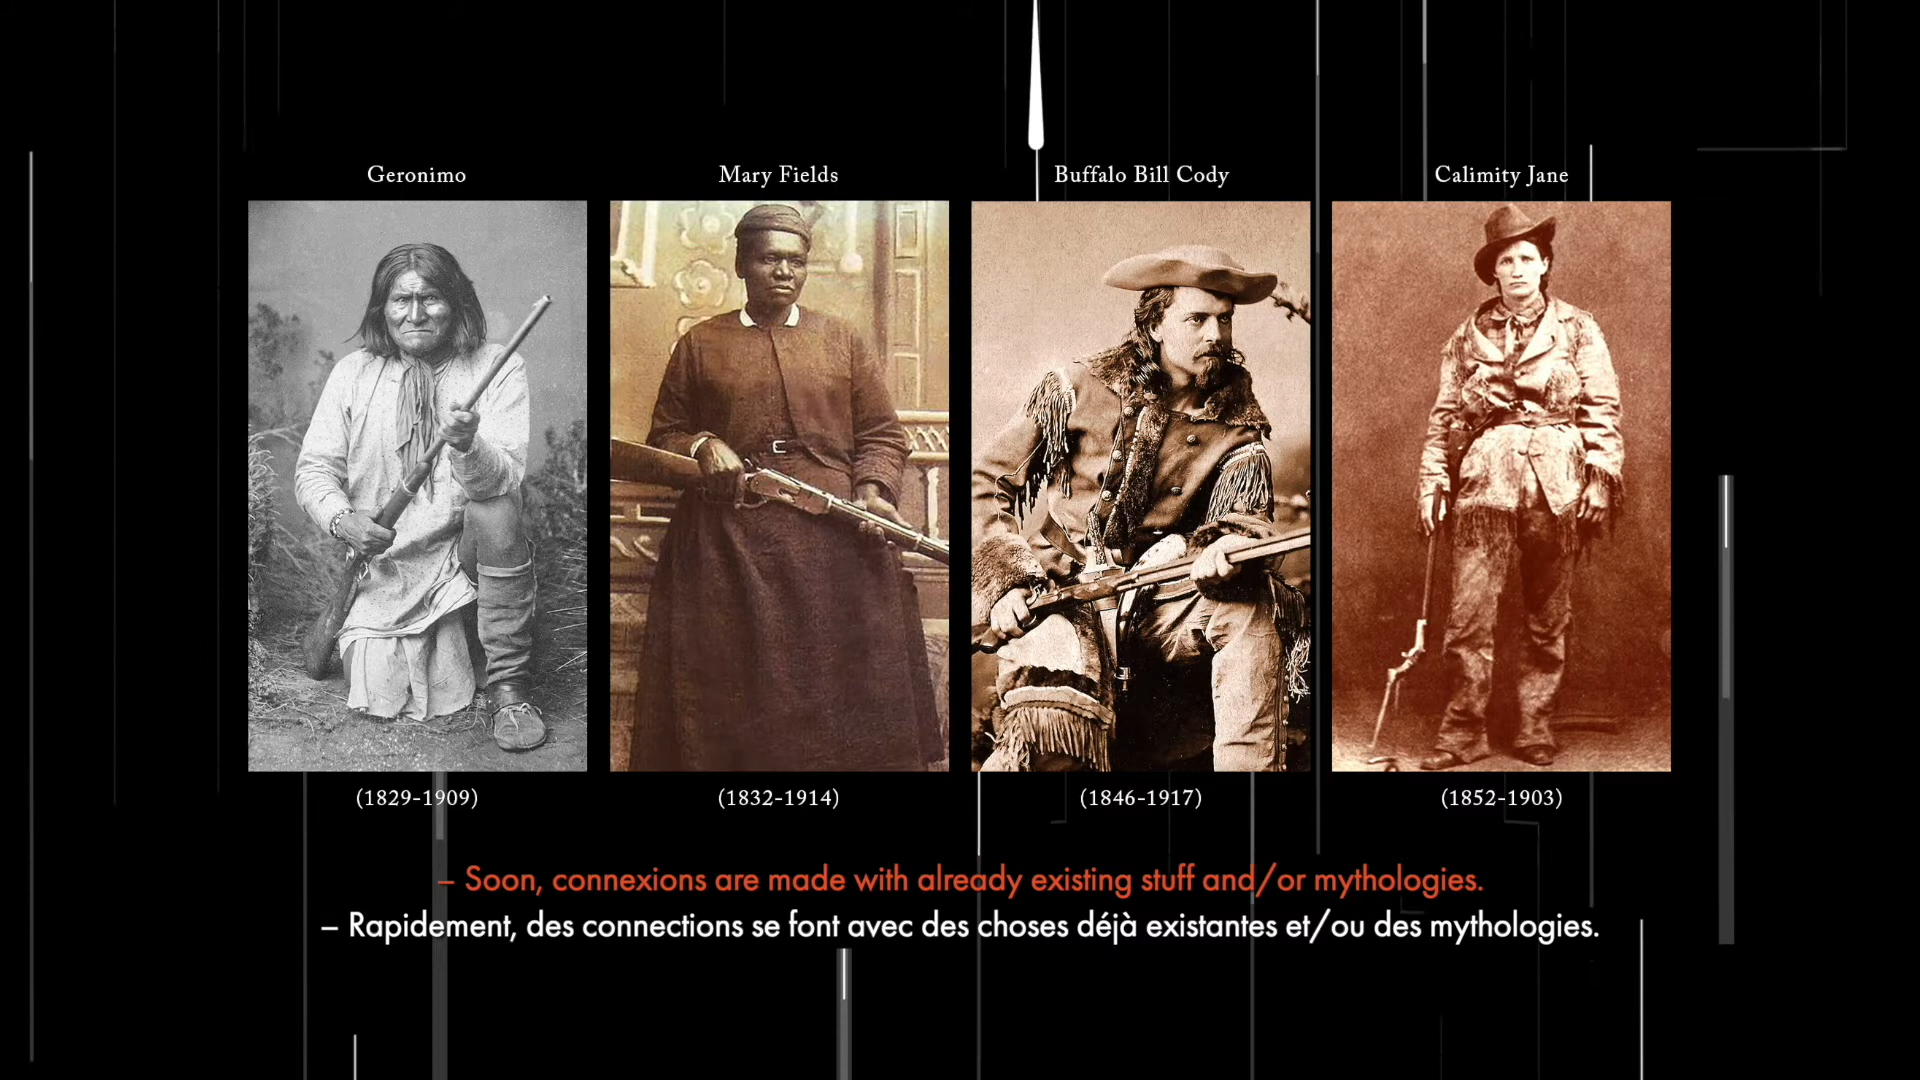 Geronimo
Mary Fields
Buffalo Bill Cody
Calimity Jane
(1829-1909)
(1832-1914)
(1846-1917)
(1852-1903)
– Soon, connexions are made with already existing stuff and/or mythologies.
– Rapidement, des connections se font avec des choses déjà existantes et/ou des mythologies.